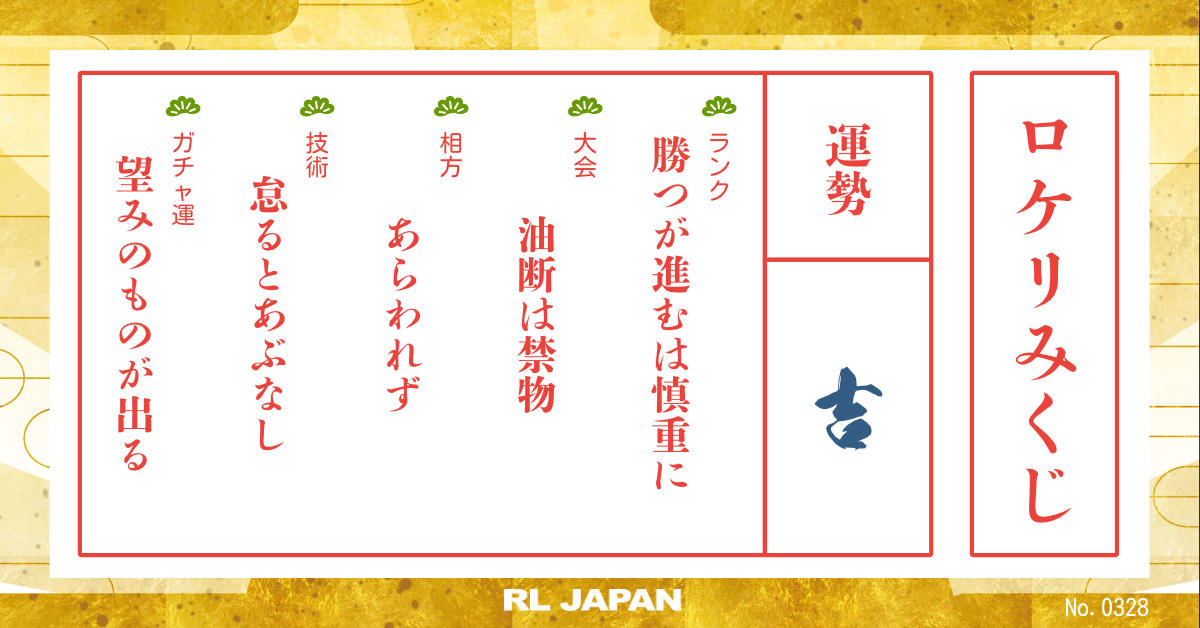 ロケリみくじ
運勢
吉
ランク
勝つが進むは慎重に
大会
油断は禁物
相方
あらわれず
技術
怠るとあぶなし
ガチャ運
望みのものが出る
RL JAPAN
No. 0328